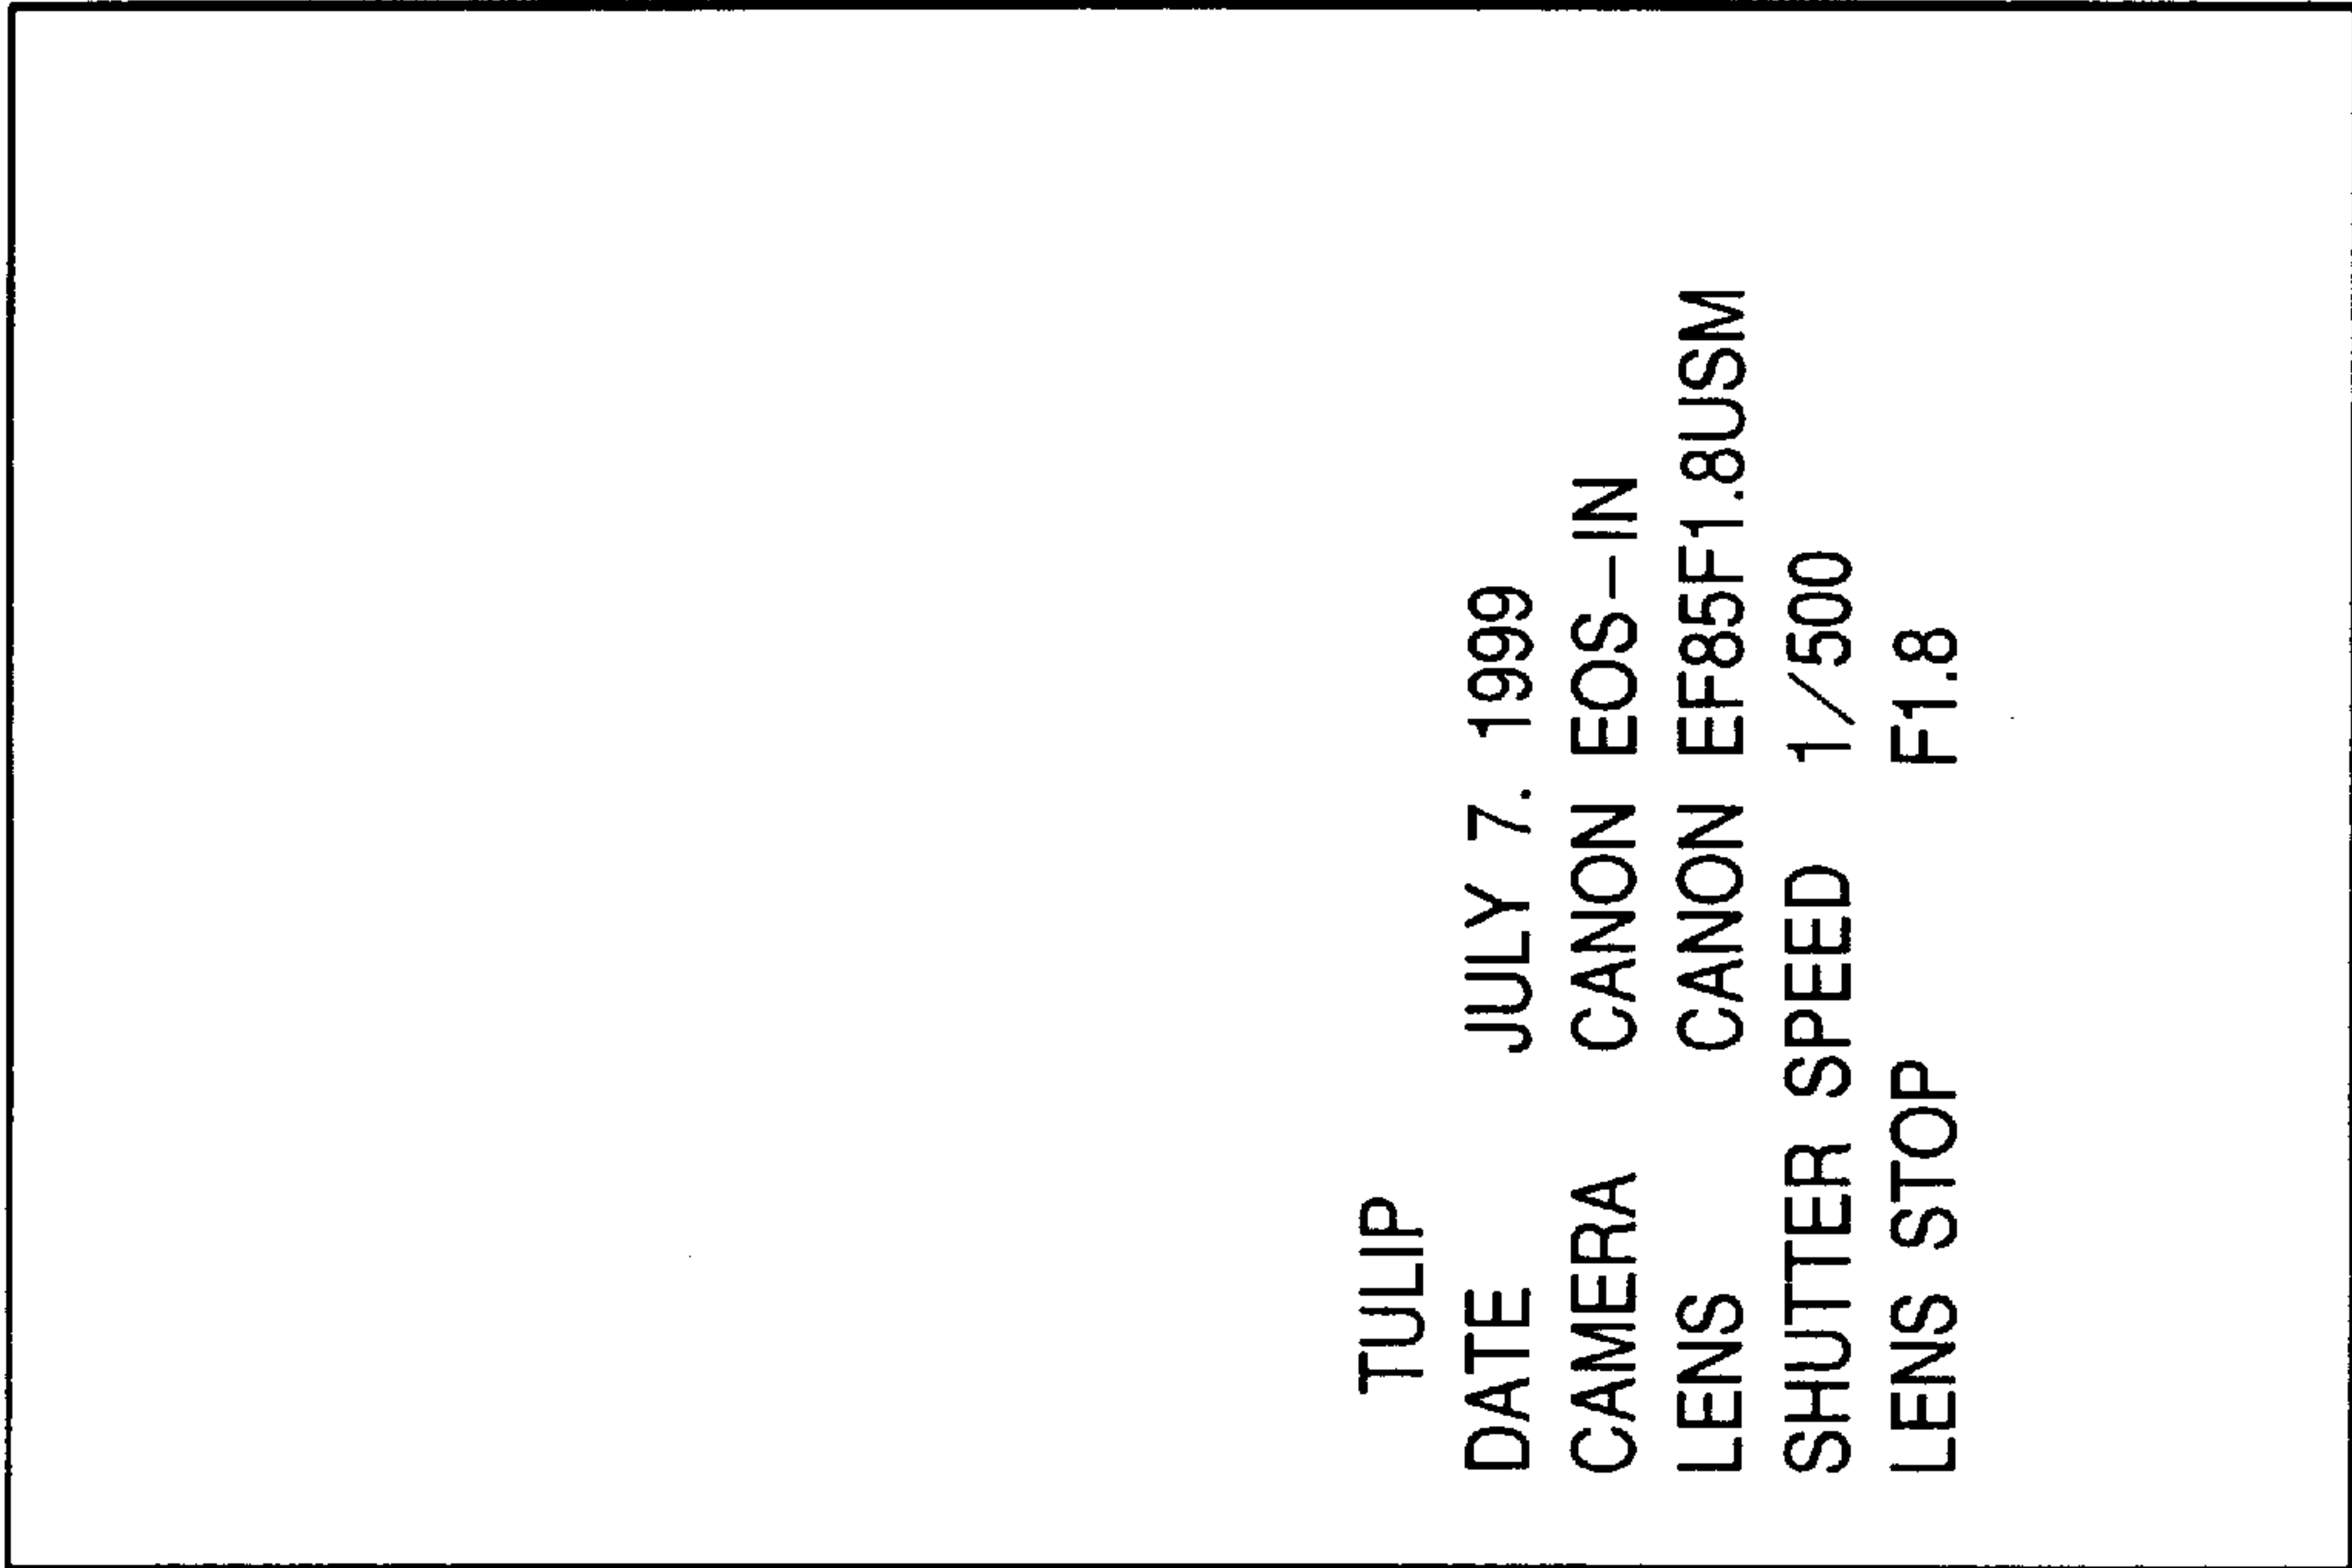 TULIP
DATE JULY 7. 1999
CAMERA CANON EOS-IN
LENS CANON EF85F1.8USM
SHUTTER SPEED 1/500
LENS STOP F1.8